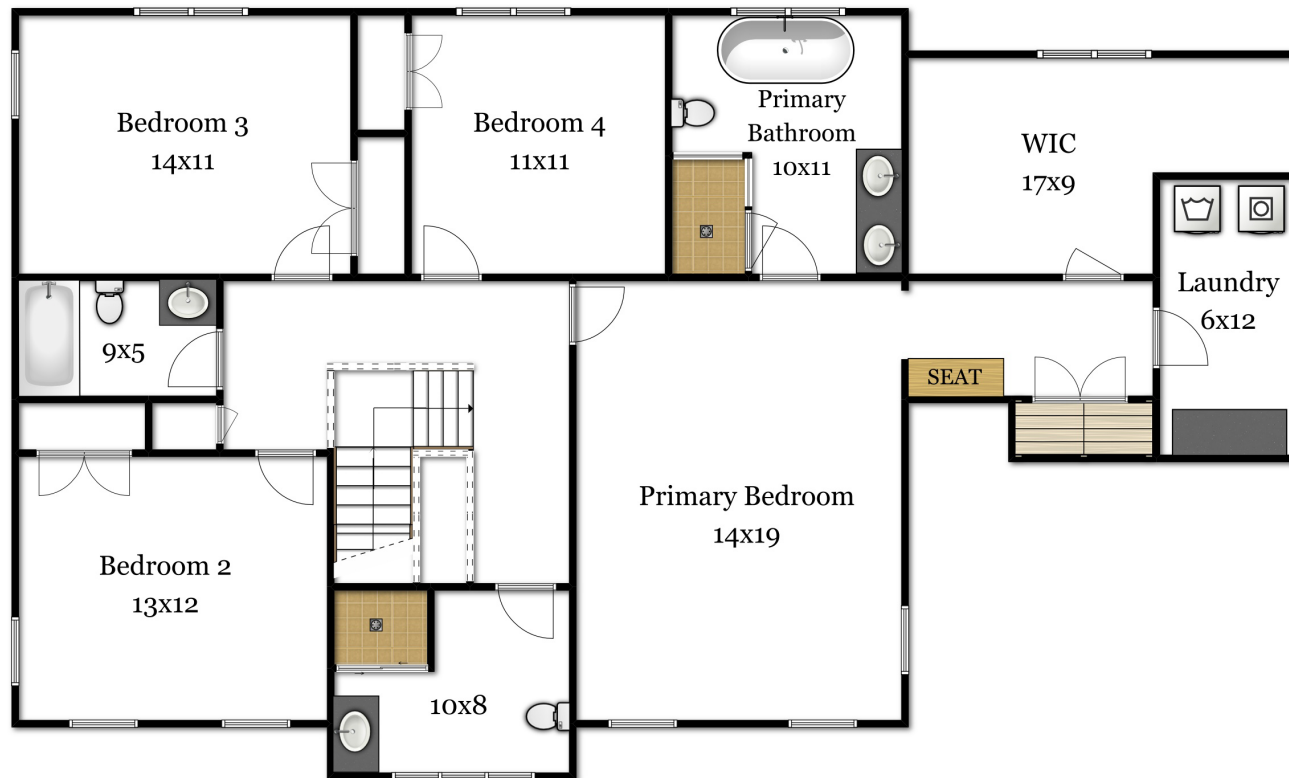 Bedroom 3
14x11
Bedroom 4
11x11
Primary
Bathroom
10x11
WIC
17x9
Laundry
6x12
9x5
SEAT
Primary Bedroom
14x19
Bedroom 2
13x12
10x8